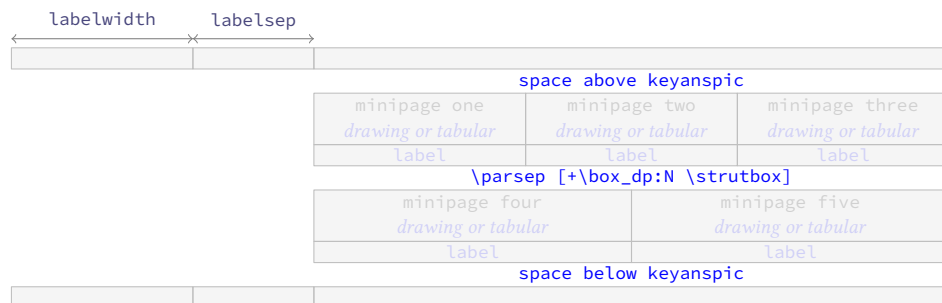 labelwidth labelsep
space above keyanspic
minipage one minipage two minipage three
drawing or tabular drawing or tabular drawing or tabular
label label label
\parsep [+\box_dp:N \strutbox]
minipage four minipage five
drawing or tabular drawing or tabular
label label
space below keyanspic